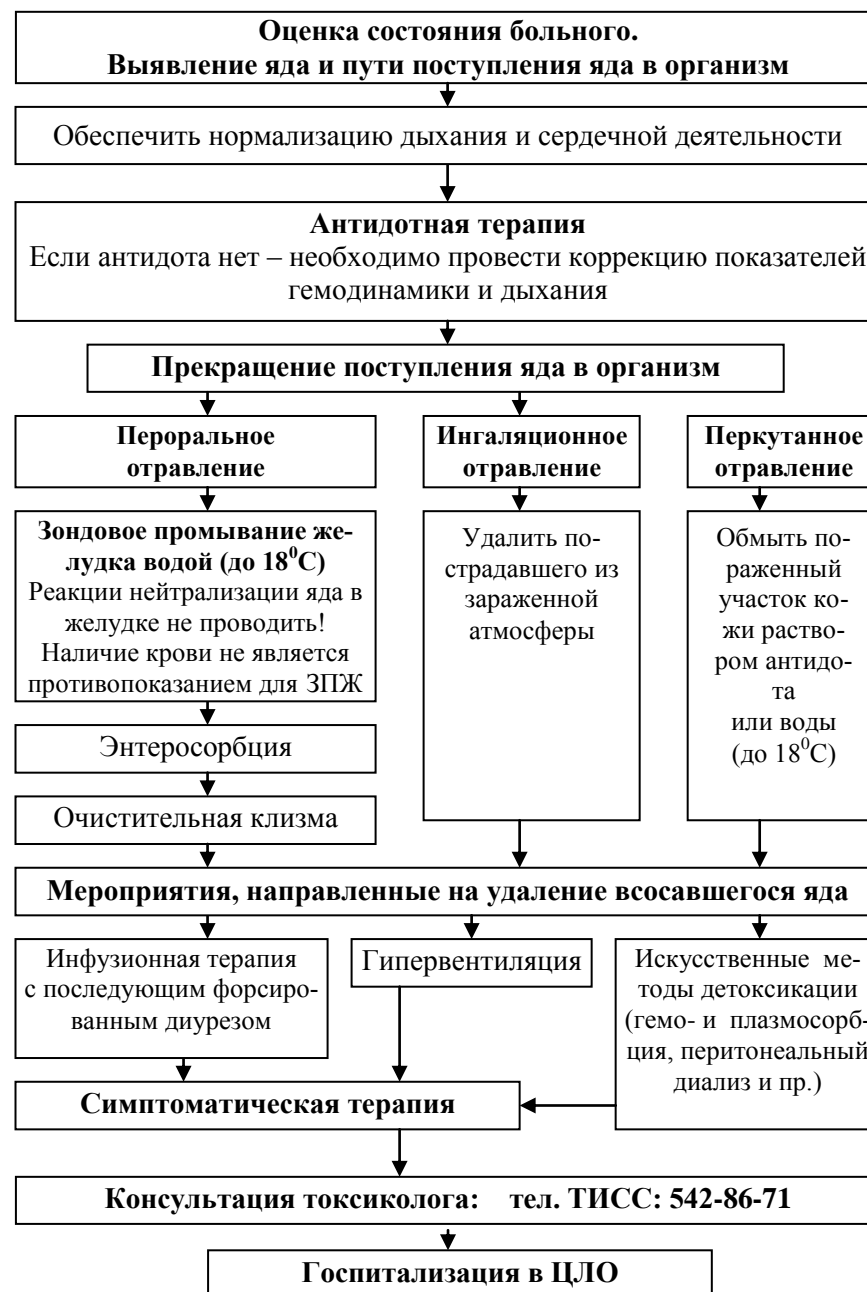 Оценка состояния больного.
Выявление яда и пути поступления яда в организм
Обеспечить нормализацию дыхания и сердечной деятельности
Антидотная терапия
Если антидота нет – необходимо провести коррекцию показателей
гемодинамики и дыхания
Прекращение поступления яда в организм
Пероральное
отравление
Ингаляционное
отравление
Перкутанное
отравление
Зондовое промывание же-
лудка водой (до 18⁰С)
Реакции нейтрализации яда в
желудке не проводить!
Наличие крови не является
противопоказанием для ЗПЖ
Энтеросорбция
Очистительная клизма
Удалить по-
страдавшего из
зараженной
атмосферы
Обмыть по-
раженный
участок ко-
жи раство-
ром антидо-
та
или воды
(до 18⁰С)
Мероприятия, направленные на удаление всосавшегося яда
Инфузионная терапия
с последующим форсиро-
ванным диурезом
Гипервентиляция
Искусственные ме-
тоды детоксикации
(гемо- и плазмосорб-
ция, перитонеальный
диализ и пр.)
Симптоматическая терапия
Консультация токсиколога: тел. ТИСС: 542-86-71
Госпитализация в ЦЛО